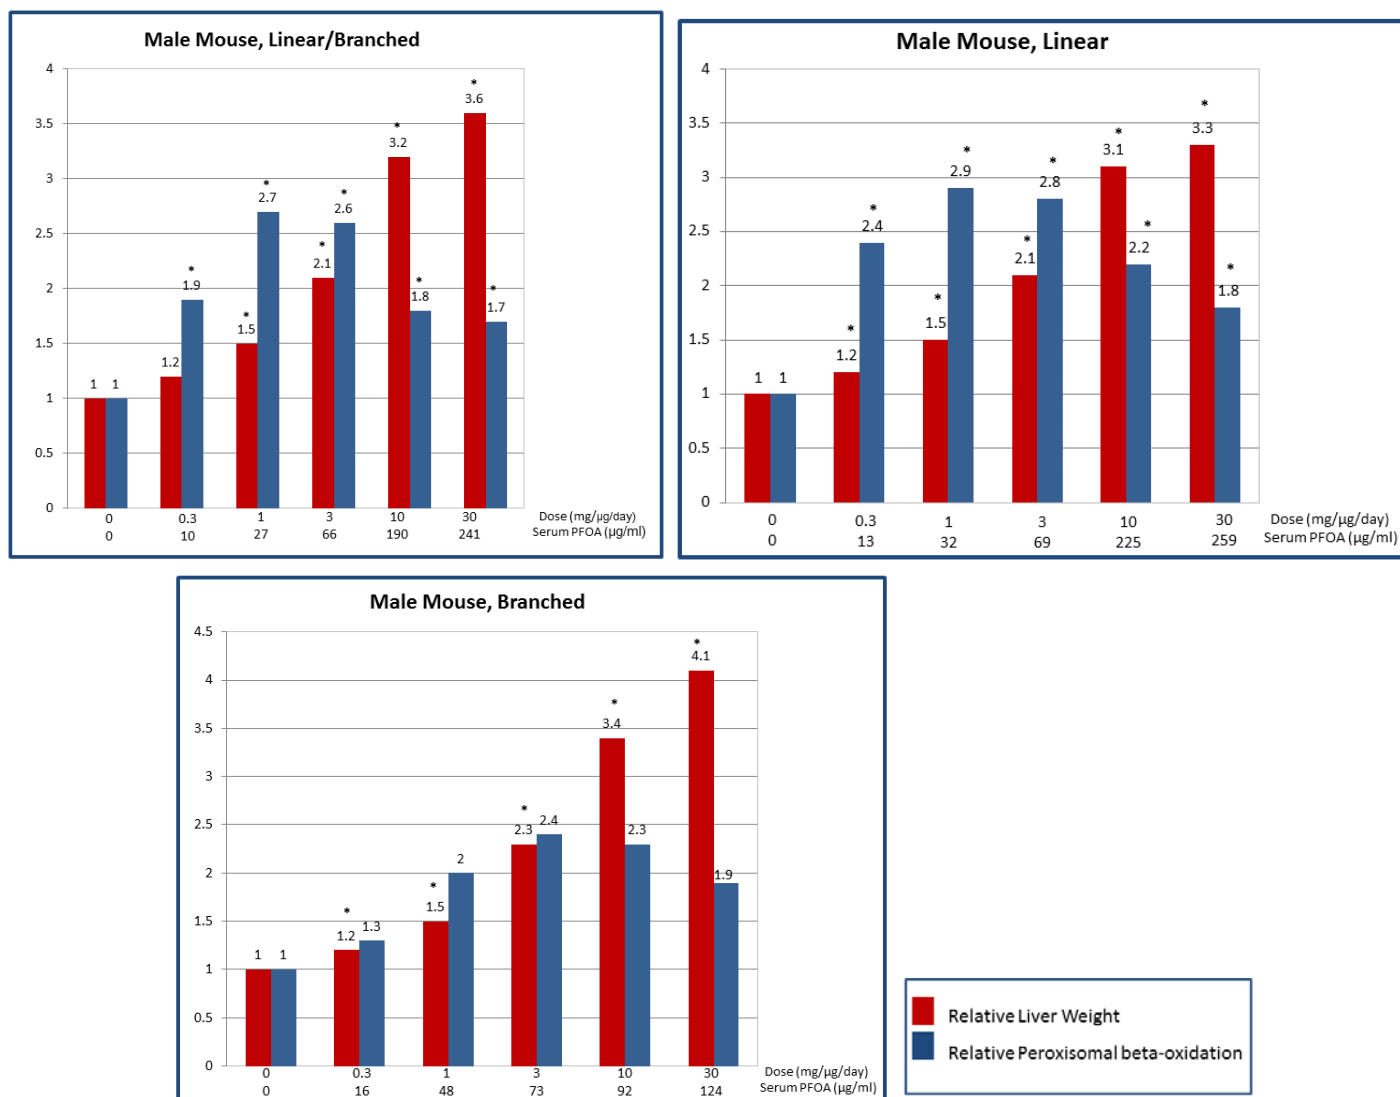 Male Mouse, Linear/Branched
4
3.5
3
2.5
2
1.5
1
0.5
0
1 1
1.2 * 1.9
* 1.5 * 2.7
* 2.1 * 2.6
* 3.2 * 1.8
* 3.6 * 1.7
0 0.3 1 3 10 30 Dose (mg/µg/day)
0 10 27 66 190 241 Serum PFOA (µg/ml)
Male Mouse, Linear
4
3.5
3
2.5
2
1.5
1
0.5
0
1 1
* 1.2 * 2.4
* 1.5 * 2.9
* 2.1 * 2.8
* 3.1 * 2.2
* 3.3 * 1.8
0 0.3 1 3 10 30 Dose (mg/µg/day)
0 13 32 69 225 259 Serum PFOA (µg/ml)
Male Mouse, Branched
4.5
4
3.5
3
2.5
2
1.5
1
0.5
0
1 1
* 1.2 1.3
* 1.5 2
* 2.3 2.4
* 3.4 2.3
* 4.1 1.9
0 0.3 1 3 10 30 Dose (mg/µg/day)
0 16 48 73 92 124 Serum PFOA (µg/ml)
Relative Liver Weight
Relative Peroxisomal beta-oxidation